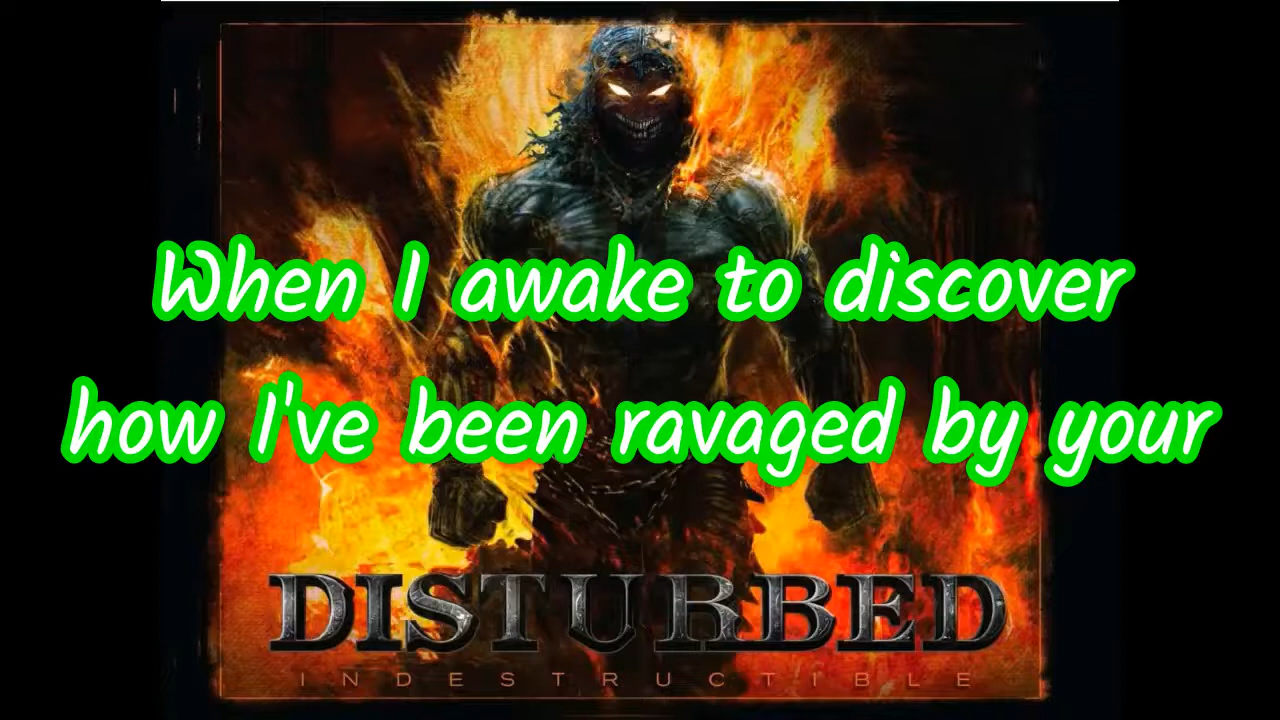 When I awake to discover
how I've been ravaged by your
DISTURBED
INDESTRUCTIBLE